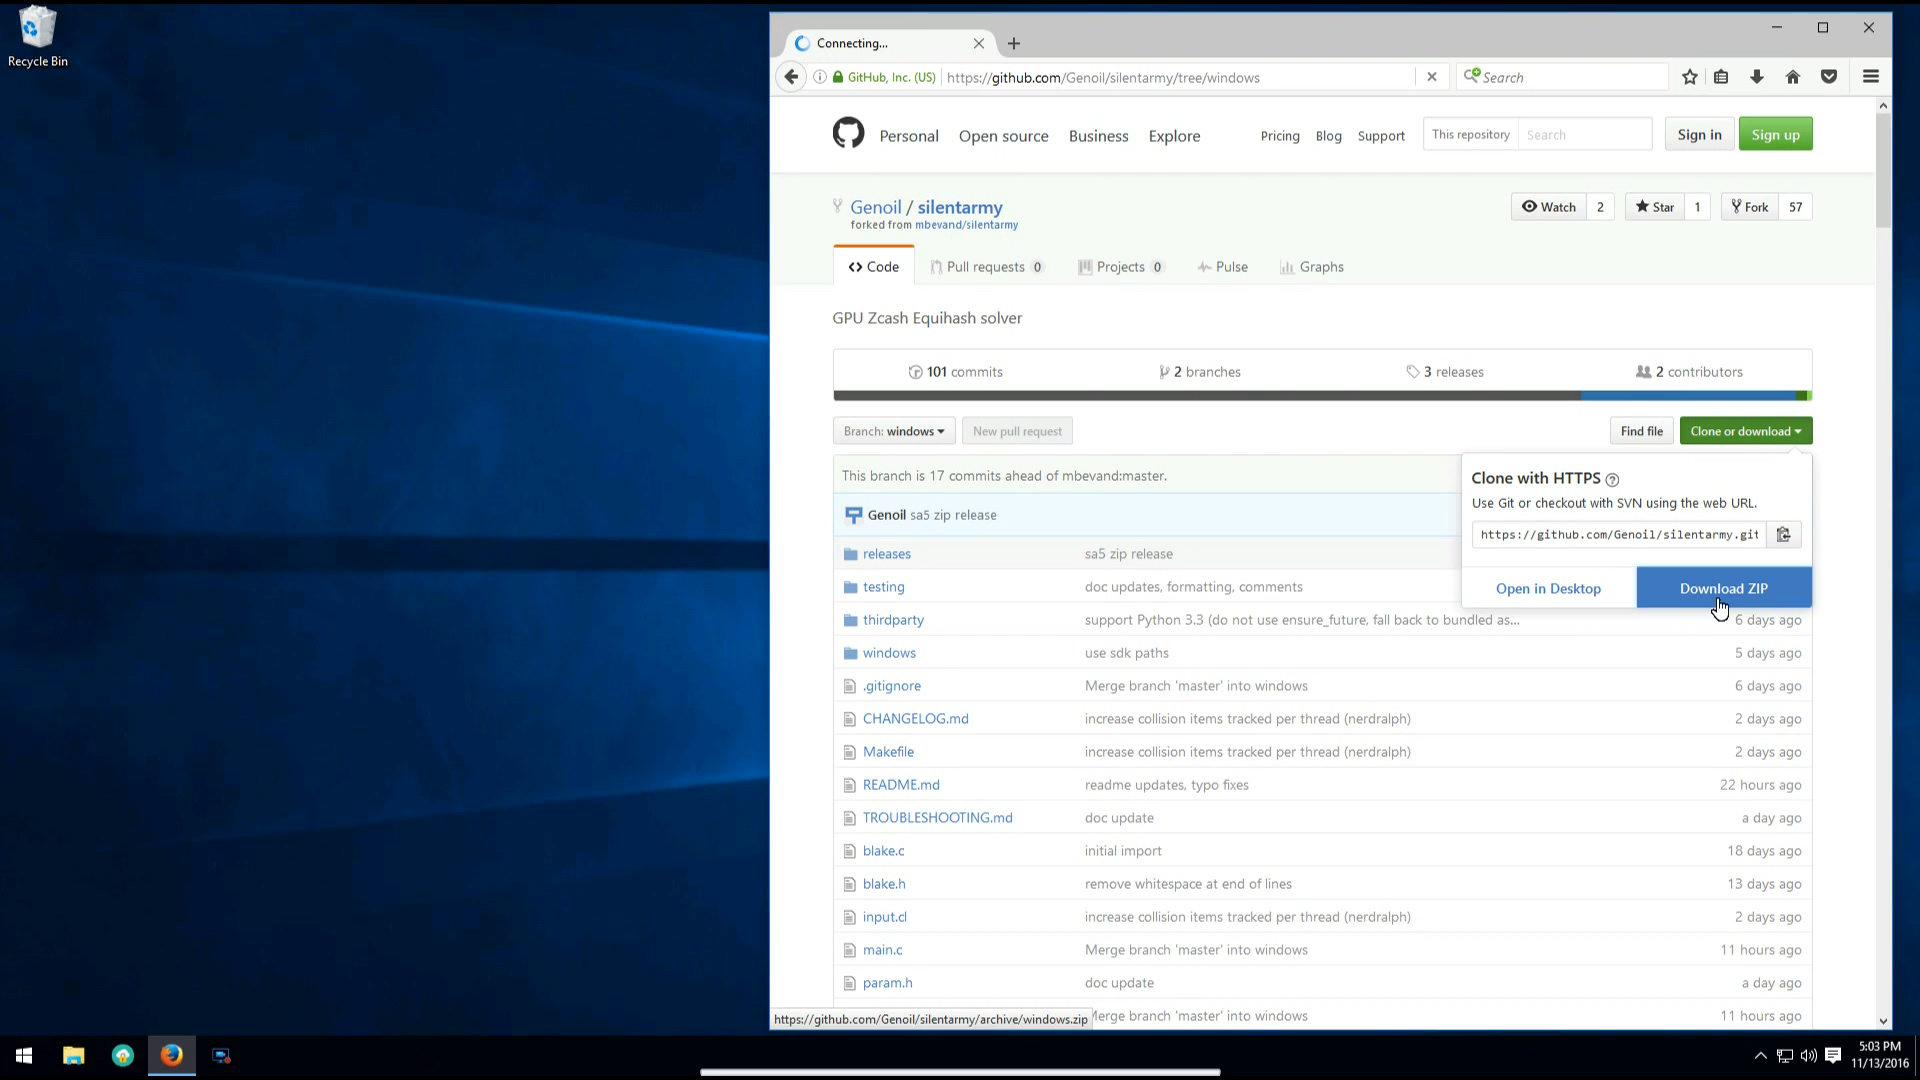 Recycle Bin
Connecting...
GitHub, Inc. (US)
https://github.com/Genoil/silentarmy/tree/windows
Search
Personal
Open source
Business
Explore
Pricing
Blog
Support
This repository
Search
Sign in
Sign up
Genoil / silentarmy
forked from mbevand/silentarmy
Watch 2
Star 1
Fork 57
Code
Pull requests 0
Projects 0
Pulse
Graphs
GPU Zcash Equihash solver
101 commits
2 branches
3 releases
2 contributors
Branch: windows
New pull request
Find file
Clone or download
This branch is 17 commits ahead of mbevand:master.
Clone with HTTPS
Use Git or checkout with SVN using the web URL.
https://github.com/Genoil/silentarmy.git
Open in Desktop
Download ZIP
Genoil sa5 zip release
releases sa5 zip release
testing doc updates, formatting, comments
thirdparty support Python 3.3 (do not use ensure_future, fall back to bundled as... 6 days ago
windows use sdk paths 5 days ago
.gitignore Merge branch 'master' into windows 6 days ago
CHANGELOG.md increase collision items tracked per thread (nerdralph) 2 days ago
Makefile increase collision items tracked per thread (nerdralph) 2 days ago
README.md readme updates, typo fixes 22 hours ago
TROUBLESHOOTING.md doc update a day ago
blake.c initial import 18 days ago
blake.h remove whitespace at end of lines 13 days ago
input.cl increase collision items tracked per thread (nerdralph) 2 days ago
main.c Merge branch 'master' into windows 11 hours ago
param.h doc update a day ago
https://github.com/Genoil/silentarmy/archive/windows.zip
Merge branch 'master' into windows 11 hours ago
5:03 PM
11/13/2016